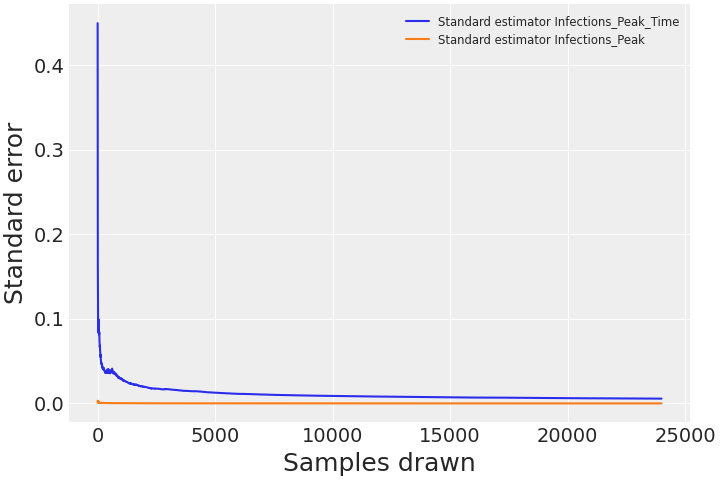 Standard estimator Infections_Peak_Time
Standard estimator Infections_Peak
0.4
0.3
0.2
0.1
0.0
Standard error
0 5000 10000 15000 20000 25000
Samples drawn